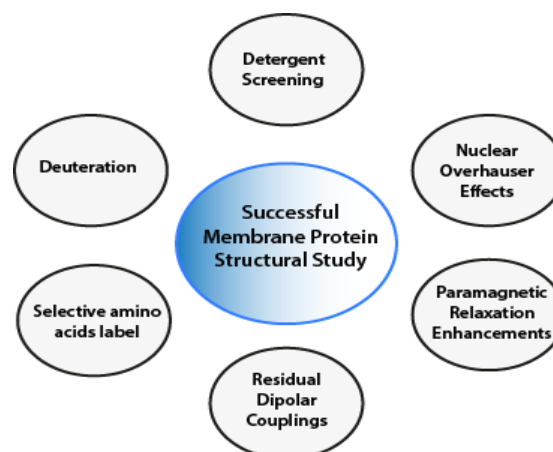 Detergent
Screening
Deuteration
Nuclear
Overhauser
Effects
Successful
Membrane Protein
Structural Study
Selective amino
acids label
Paramagnetic
Relaxation
Enhancements
Residual
Dipolar
Couplings